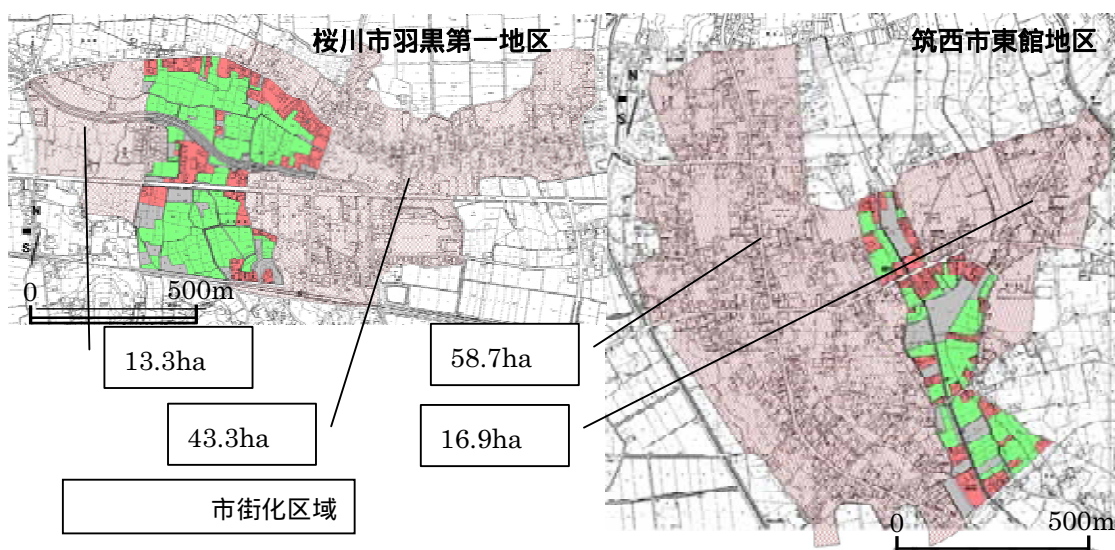 桜川市羽黒第一地区
筑西市東館地区
N
S
N
S
0 500m
13.3ha
58.7ha
43.3ha
16.9ha
市街化区域
0 500m